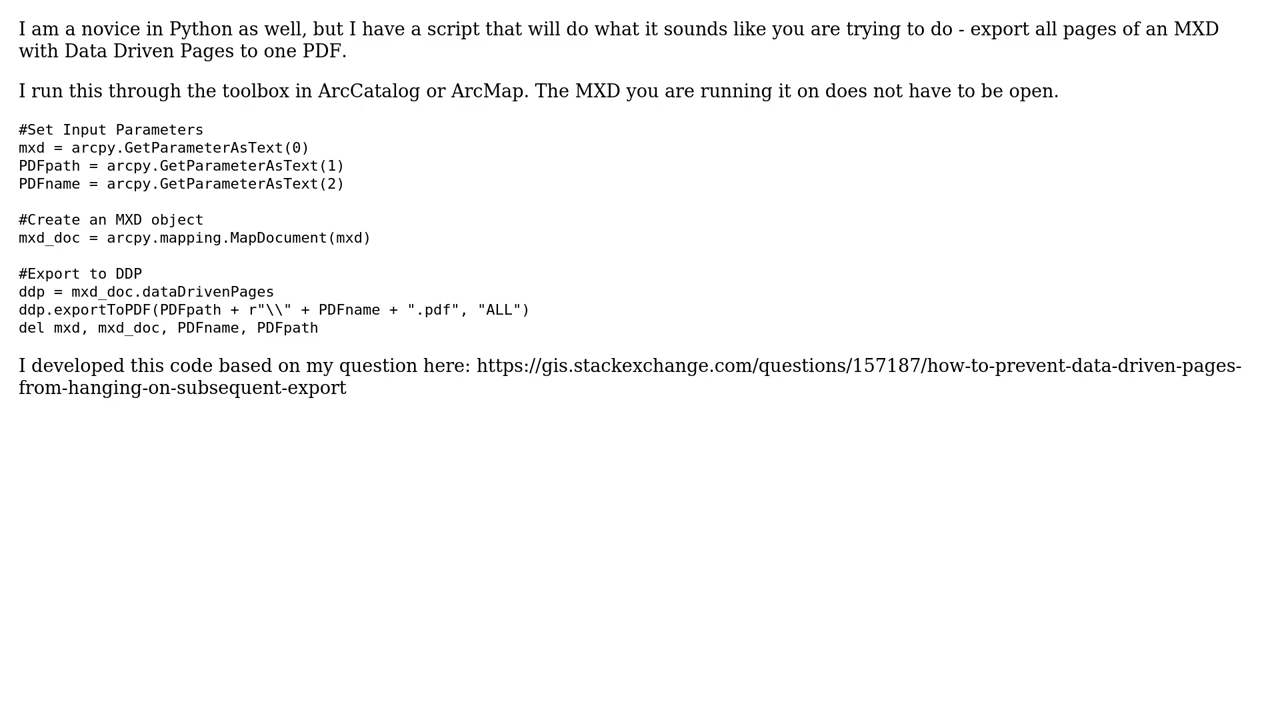 I am a novice in Python as well, but I have a script that will do what it sounds like you are trying to do - export all pages of an MXD
with Data Driven Pages to one PDF.
I run this through the toolbox in ArcCatalog or ArcMap. The MXD you are running it on does not have to be open.
#Set Input Parameters
mxd = arcpy.GetParameterAsText(0)
PDFpath = arcpy.GetParameterAsText(1)
PDFname = arcpy.GetParameterAsText(2)
#Create an MXD object
mxd_doc = arcpy.mapping.MapDocument(mxd)
#Export to DDP
ddp = mxd_doc.dataDrivenPages
ddp.exportToPDF(PDFpath + r"\\" + PDFname + ".pdf", "ALL")
del mxd, mxd_doc, PDFname, PDFpath
I developed this code based on my question here: https://gis.stackexchange.com/questions/157187/how-to-prevent-data-driven-pages-
from-hanging-on-subsequent-export